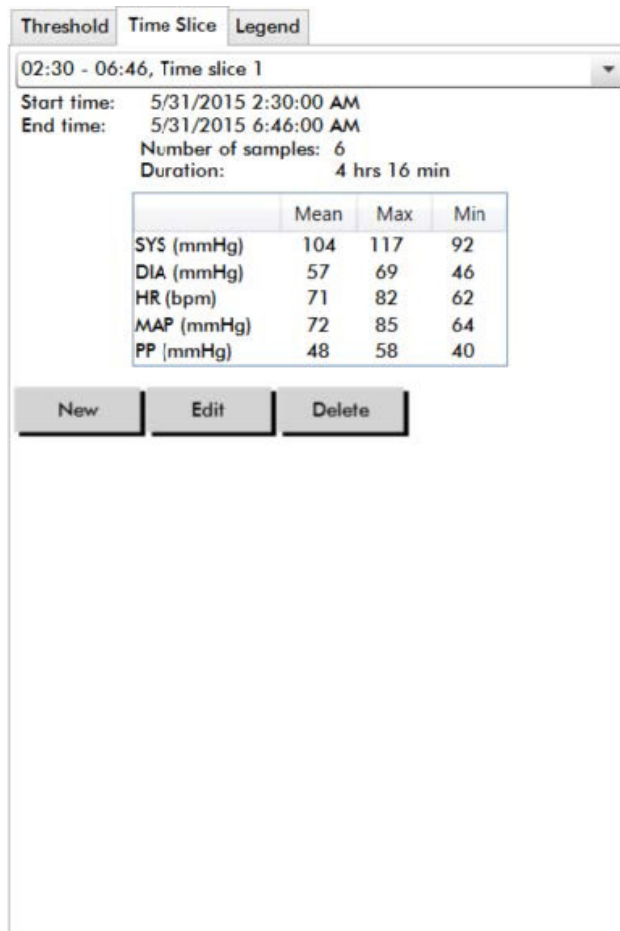 Threshold Time Slice Legend
02:30 - 06:46, Time slice 1
Start time: 5/31/2015 2:30:00 AM
End time: 5/31/2015 6:46:00 AM
Number of samples: 6
Duration: 4 hrs 16 min
Mean Max Min
SYS (mmHg) 104 117 92
DIA (mmHg) 57 69 46
HR (bpm) 71 82 62
MAP (mmHg) 72 85 64
PP (mmHg) 48 58 40
New Edit Delete